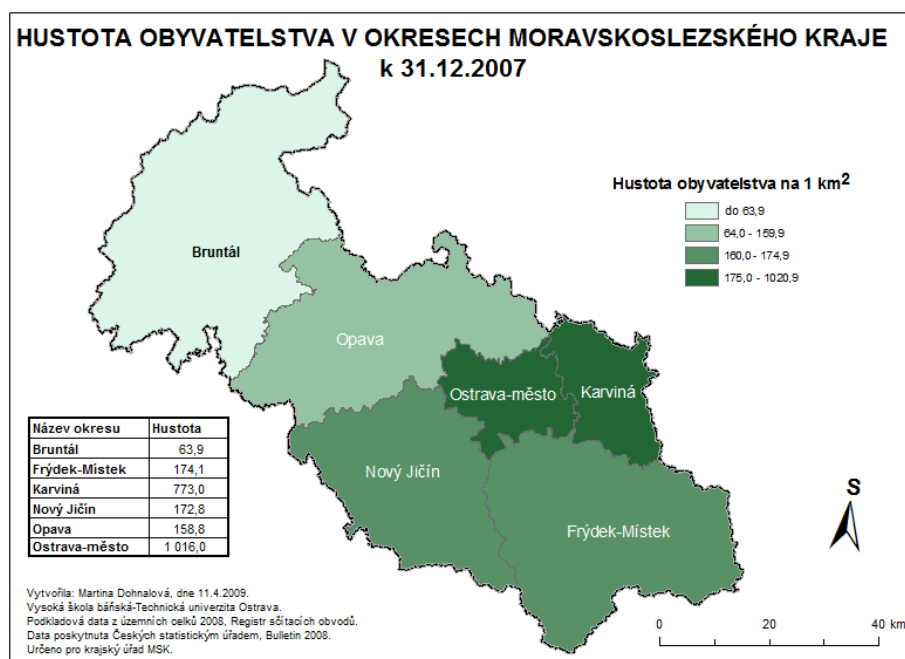 HUSTOTA OBYVATELSTVA V OKRESECH MORAVSKOSLEZSKÉHO KRAJE
k 31.12.2007
Hustota obyvatelstva na 1 km²
do 63,9
64,0 - 159,9
160,0 - 174,9
175,0 - 1020,9
Bruntál
Opava
Ostrava-město
Karviná
Nový Jičín
Frýdek-Místek
Název okresu Hustota
Bruntál 63,9
Frýdek-Místek 174,1
Karviná 773,0
Nový Jičín 172,8
Opava 158,8
Ostrava-město 1 016,0
S
Vytvořila: Martina Dohnalová, dne 11.4.2009.
Vysoká škola báňská-Technická univerzita Ostrava.
Podkladová data z územních celků 2008, Registr sčítacích obvodů.
Data poskytnuta Českých statistickým úřadem, Bulletin 2008.
Určeno pro krajský úřad MSK.
0 20 40 km